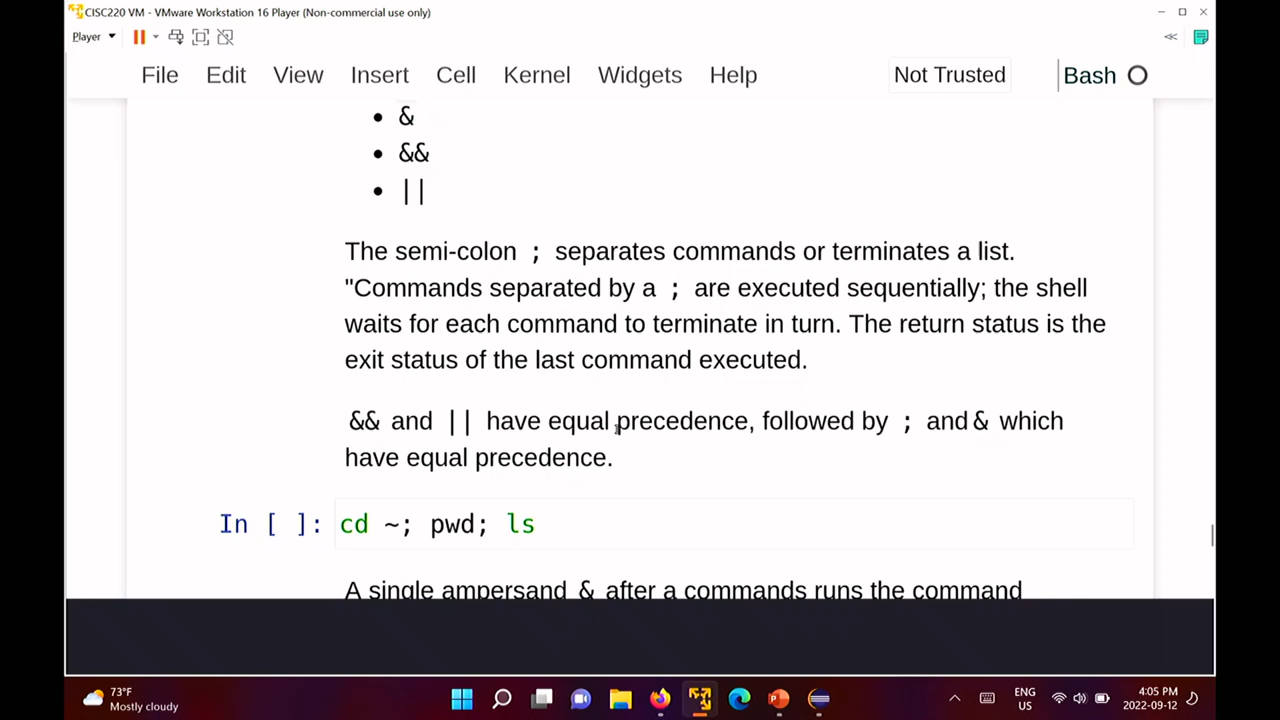 CISC220 VM - VMware Workstation 16 Player (Non-commercial use only)
Player
File Edit View Insert Cell Kernel Widgets Help Not Trusted Bash
• &
• &&
• ||
The semi-colon ; separates commands or terminates a list.
"Commands separated by a ; are executed sequentially; the shell
waits for each command to terminate in turn. The return status is the
exit status of the last command executed.
&& and || have equal precedence, followed by ; and & which
have equal precedence.
In [ ]: cd ~; pwd; ls
A single ampersand & after a commands runs the command
73°F
Mostly cloudy
ENG
US
4:05 PM
2022-09-12